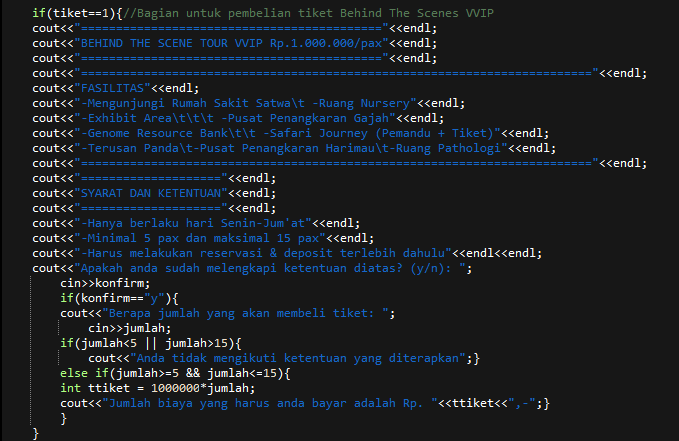 if(tiket==1){//Bagian untuk pembelian tiket Behind The Scenes VVIP
cout<<"==========================================="<<endl;
cout<<"BEHIND THE SCENE TOUR VVIP Rp.1.000.000/pax"<<endl;
cout<<"==========================================="<<endl;
cout<<"========================================================================="<<endl;
cout<<"FASILITAS"<<endl;
cout<<"-Mengunjungi Rumah Sakit Satwa\t -Ruang Nursery"<<endl;
cout<<"-Exhibit Area\t\t\t -Pusat Penangkaran Gajah"<<endl;
cout<<"-Genome Resource Bank\t\t -Safari Journey (Pemandu + Tiket)"<<endl;
cout<<"-Terusan Panda\t-Pusat Penangkaran Harimau\t-Ruang Pathologi"<<endl;
cout<<"========================================================================="<<endl;
cout<<"===================="<<endl;
cout<<"SYARAT DAN KETENTUAN"<<endl;
cout<<"===================="<<endl;
cout<<"-Hanya berlaku hari Senin-Jum'at"<<endl;
cout<<"-Minimal 5 pax dan maksimal 15 pax"<<endl;
cout<<"-Harus melakukan reservasi & deposit terlebih dahulu"<<endl<<endl;
cout<<"Apakah anda sudah melengkapi ketentuan diatas? (y/n): ";
cin>>konfirm;
if(konfirm=="y"){
cout<<"Berapa jumlah yang akan membeli tiket: ";
cin>>jumlah;
if(jumlah<5 || jumlah>15){
cout<<"Anda tidak mengikuti ketentuan yang diterapkan";}
else if(jumlah>=5 && jumlah<=15){
int ttiket = 1000000*jumlah;
cout<<"Jumlah biaya yang harus anda bayar adalah Rp. "<<ttiket<<",-";}
}
}